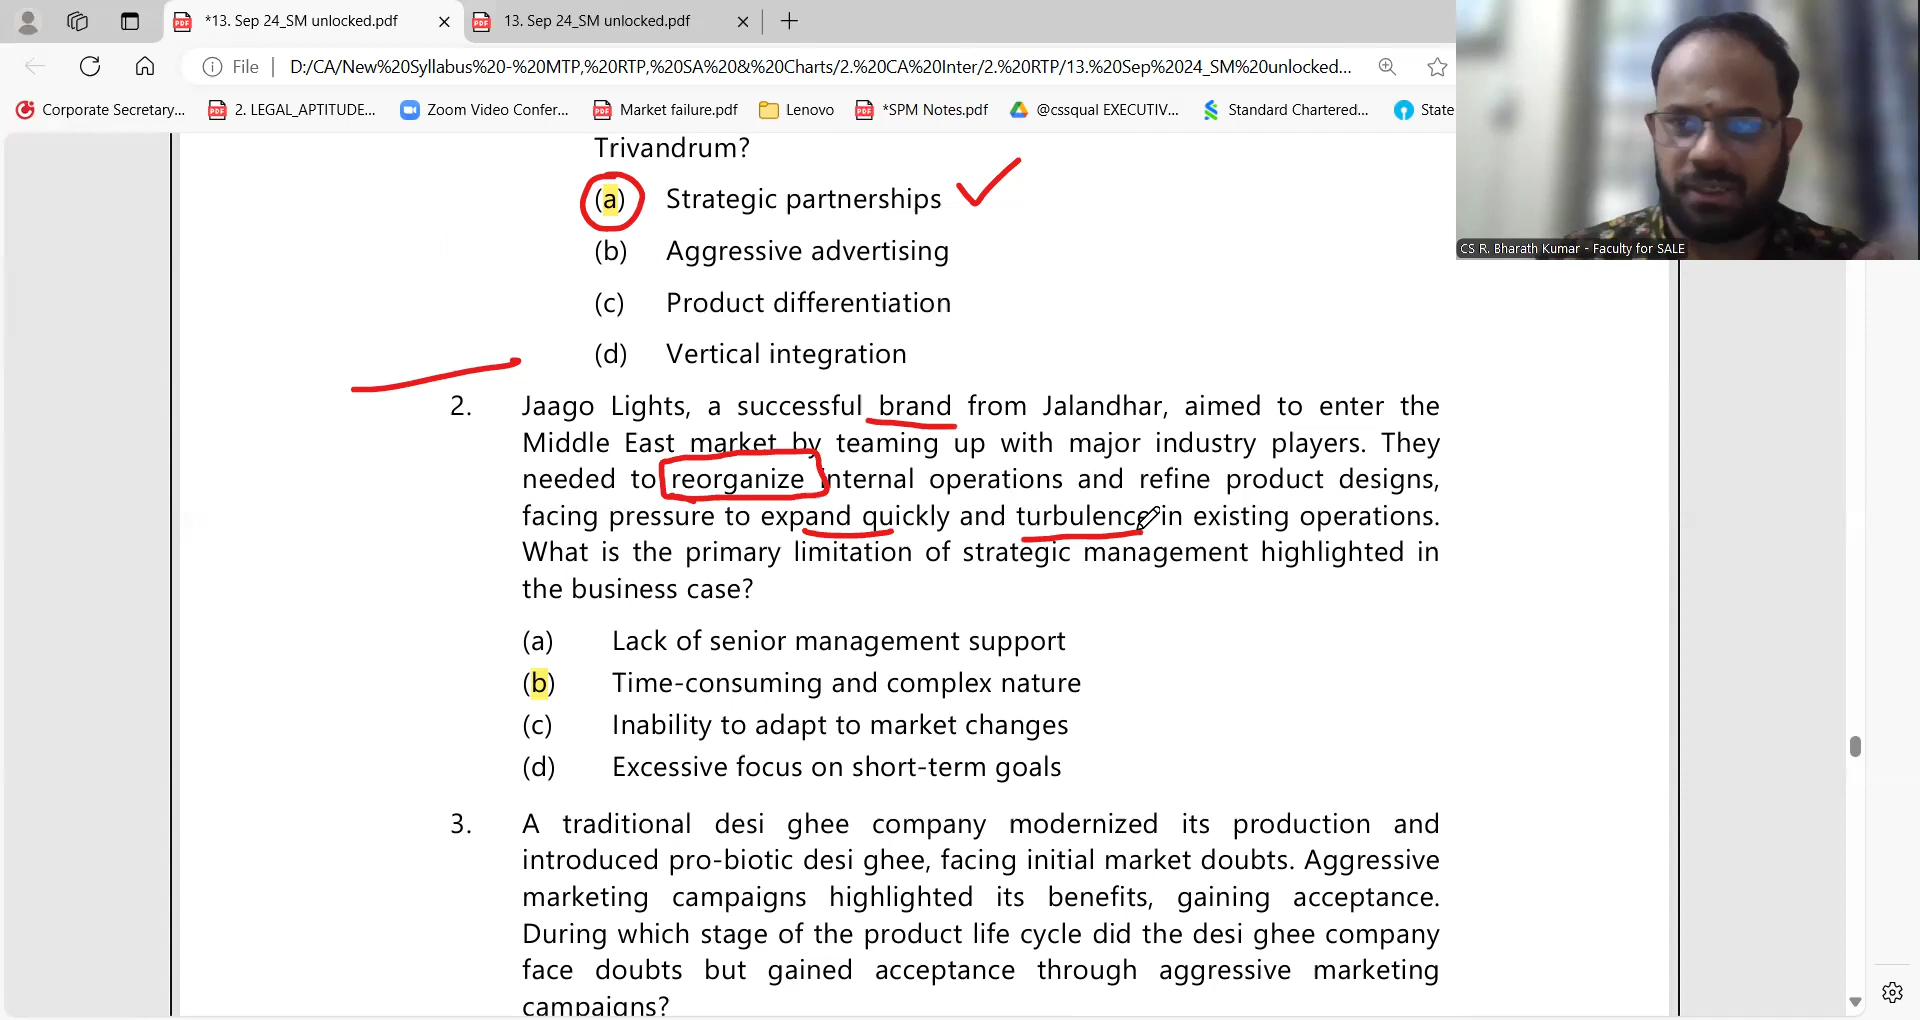 *13. Sep 24_SM unlocked.pdf
13. Sep 24_SM unlocked.pdf
File
D:/CA/New%20Syllabus%20-%20MTP,%20RTP,%20SA%20&%20Charts/2.%20CA%20Inter/2.%20RTP/13.%20Sep%2024_SM%20unlocked...
Corporate Secretary...
2. LEGAL_APTITUDE...
Zoom Video Confer...
Market failure.pdf
Lenovo
*SPM Notes.pdf
@cssqual EXECUTIV...
Standard Chartered...
State
CS R. Bharath Kumar - Faculty for SALE
Trivandrum?
(a) Strategic partnerships
(b) Aggressive advertising
(c) Product differentiation
(d) Vertical integration
2. Jaago Lights, a successful brand from Jalandhar, aimed to enter the
Middle East market by teaming up with major industry players. They
needed to reorganize internal operations and refine product designs,
facing pressure to expand quickly and turbulence in existing operations.
What is the primary limitation of strategic management highlighted in
the business case?
(a) Lack of senior management support
(b) Time-consuming and complex nature
(c) Inability to adapt to market changes
(d) Excessive focus on short-term goals
3. A traditional desi ghee company modernized its production and
introduced pro-biotic desi ghee, facing initial market doubts. Aggressive
marketing campaigns highlighted its benefits, gaining acceptance.
During which stage of the product life cycle did the desi ghee company
face doubts but gained acceptance through aggressive marketing
campaigns?